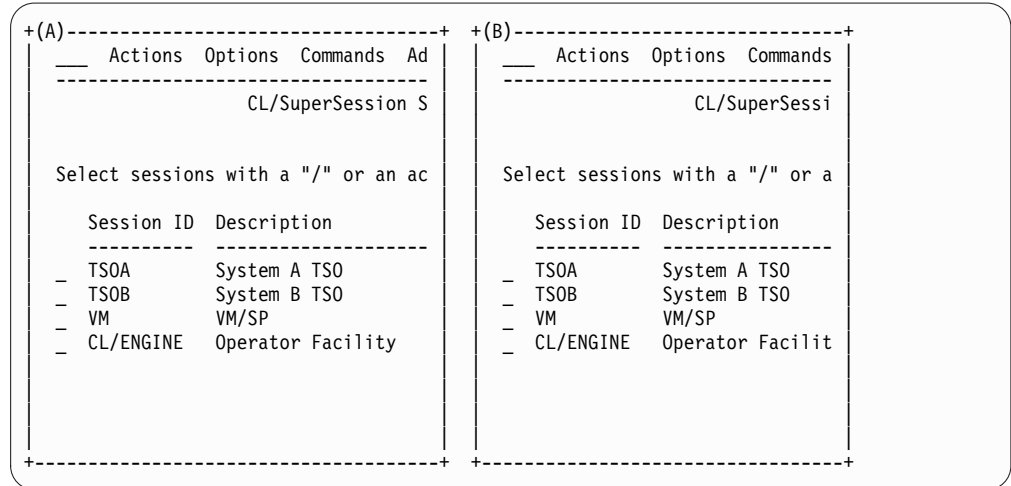 +(A)-----------------------------------+  +(B)-------------------------------+
|  ___  Actions  Options  Commands  Ad |  |  ___  Actions  Options  Commands |
|  ----------------------------------- |  |  ------------------------------- |
|                    CL/SuperSession S |  |                    CL/SuperSessi |
|  Select sessions with a "/" or an ac |  |  Select sessions with a "/" or a |
|     Session ID  Description          |  |     Session ID  Description      |
|     ----------  -------------------- |  |     ----------  ---------------- |
|  _  TSOA        System A TSO         |  |  _  TSOA        System A TSO     |
|  _  TSOB        System B TSO         |  |  _  TSOB        System B TSO     |
|  _  VM          VM/SP                |  |  _  VM          VM/SP            |
|  _  CL/ENGINE   Operator Facility    |  |  _  CL/ENGINE   Operator Facilit |
+--------------------------------------+  +----------------------------------+